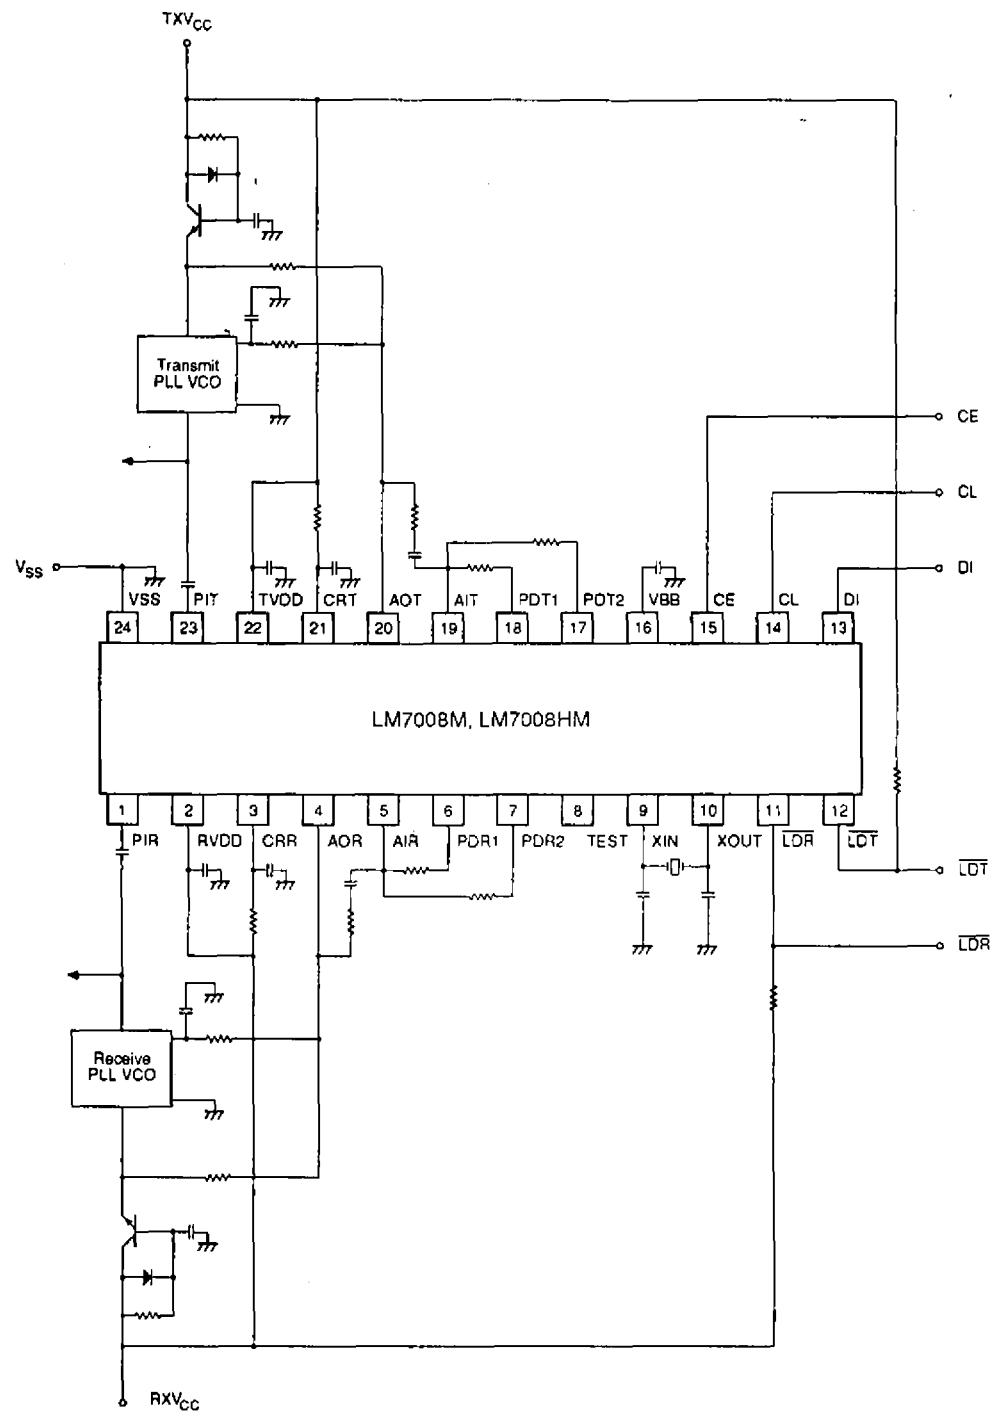 TXVCC
Transmit
PLL VCO
CE
CL
DI
VSS
VSS PIT TVDD CRT AOT AIT PDT1 PDT2 VBB CE CL DI
24 23 22 21 20 19 18 17 16 15 14 13
LM7008M, LM7008HM
1 2 3 4 5 6 7 8 9 10 11 12
PIR RVDD CRR AOR AIR PDR1 PDR2 TEST XIN XOUT LDR LDT
LDT
LDR
Receive
PLL VCO
RXVCC